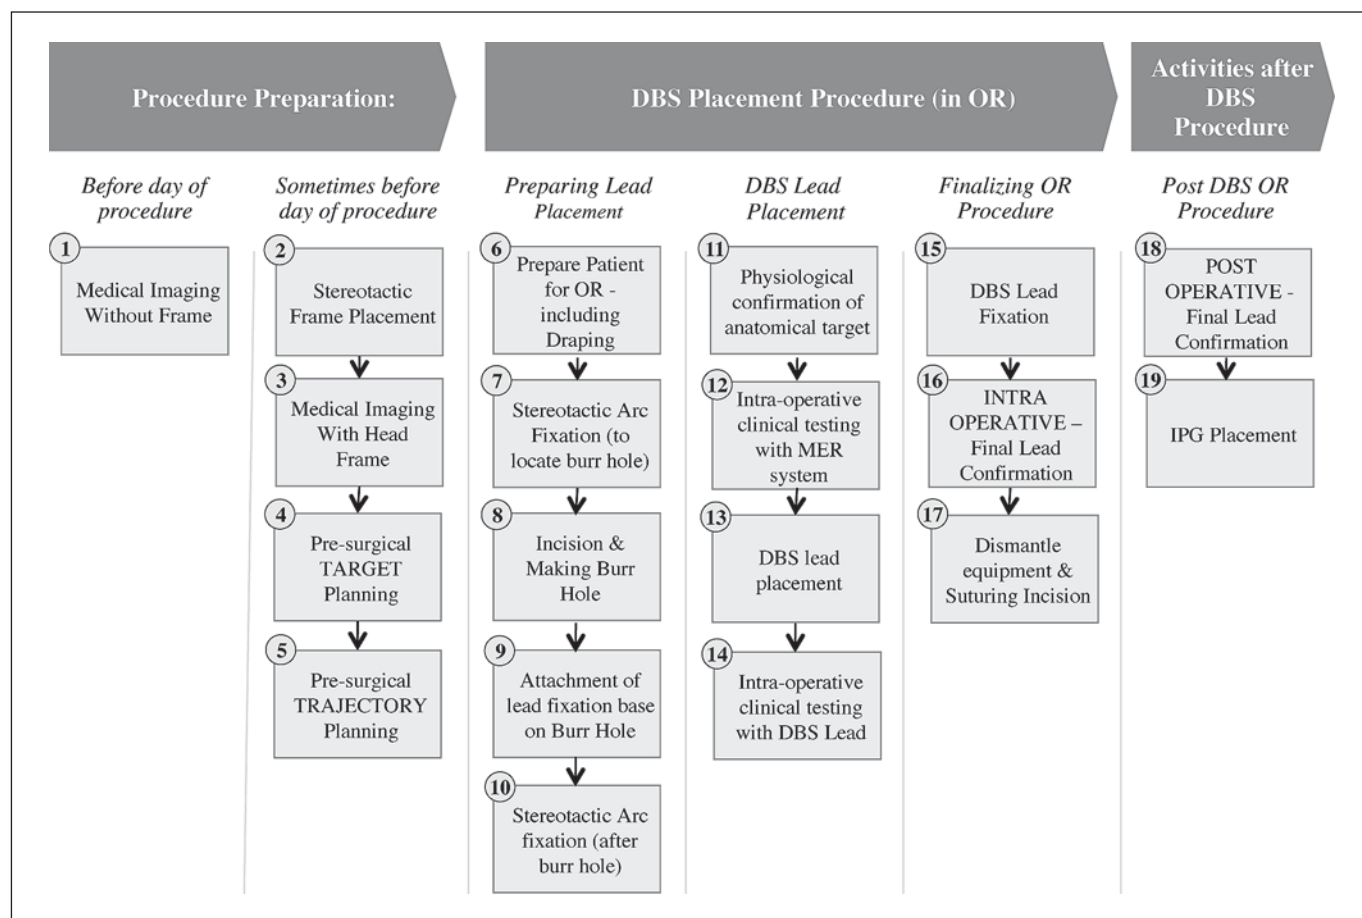 Procedure Preparation:
DBS Placement Procedure (in OR)
Activities after
DBS
Procedure
Before day of
procedure
Sometimes before
day of procedure
Preparing Lead
Placement
DBS Lead
Placement
Finalizing OR
Procedure
Post DBS OR
Procedure
1
Medical Imaging
Without Frame
2
Stereotactic
Frame Placement
3
Medical Imaging
With Head
Frame
4
Pre-surgical
TARGET
Planning
5
Pre-surgical
TRAJECTORY
Planning
6
Prepare Patient
for OR -
including
Draping
7
Stereotactic Arc
Fixation (to
locate burr hole)
8
Incision &
Making Burr
Hole
9
Attachment of
lead fixation base
on Burr Hole
10
Stereotactic Arc
fixation (after
burr hole)
11
Physiological
confirmation of
anatomical target
12
Intra-operative
clinical testing
with MER
system
13
DBS lead
placement
14
Intra-operative
clinical testing
with DBS Lead
15
DBS Lead
Fixation
16
INTRA
OPERATIVE –
Final Lead
Confirmation
17
Dismantle
equipment &
Suturing Incision
18
POST
OPERATIVE -
Final Lead
Confirmation
19
IPG Placement